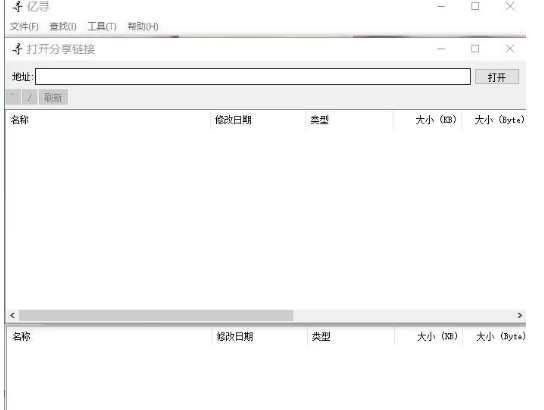 亿寻
文件(F) 查找(I) 工具(T) 帮助(H)
打开分享链接
地址: 打开
/ 刷新
名称 修改日期 类型 大小 (KB) 大小 (Byte)
名称 修改日期 类型 大小 (KB) 大小 (Byte)